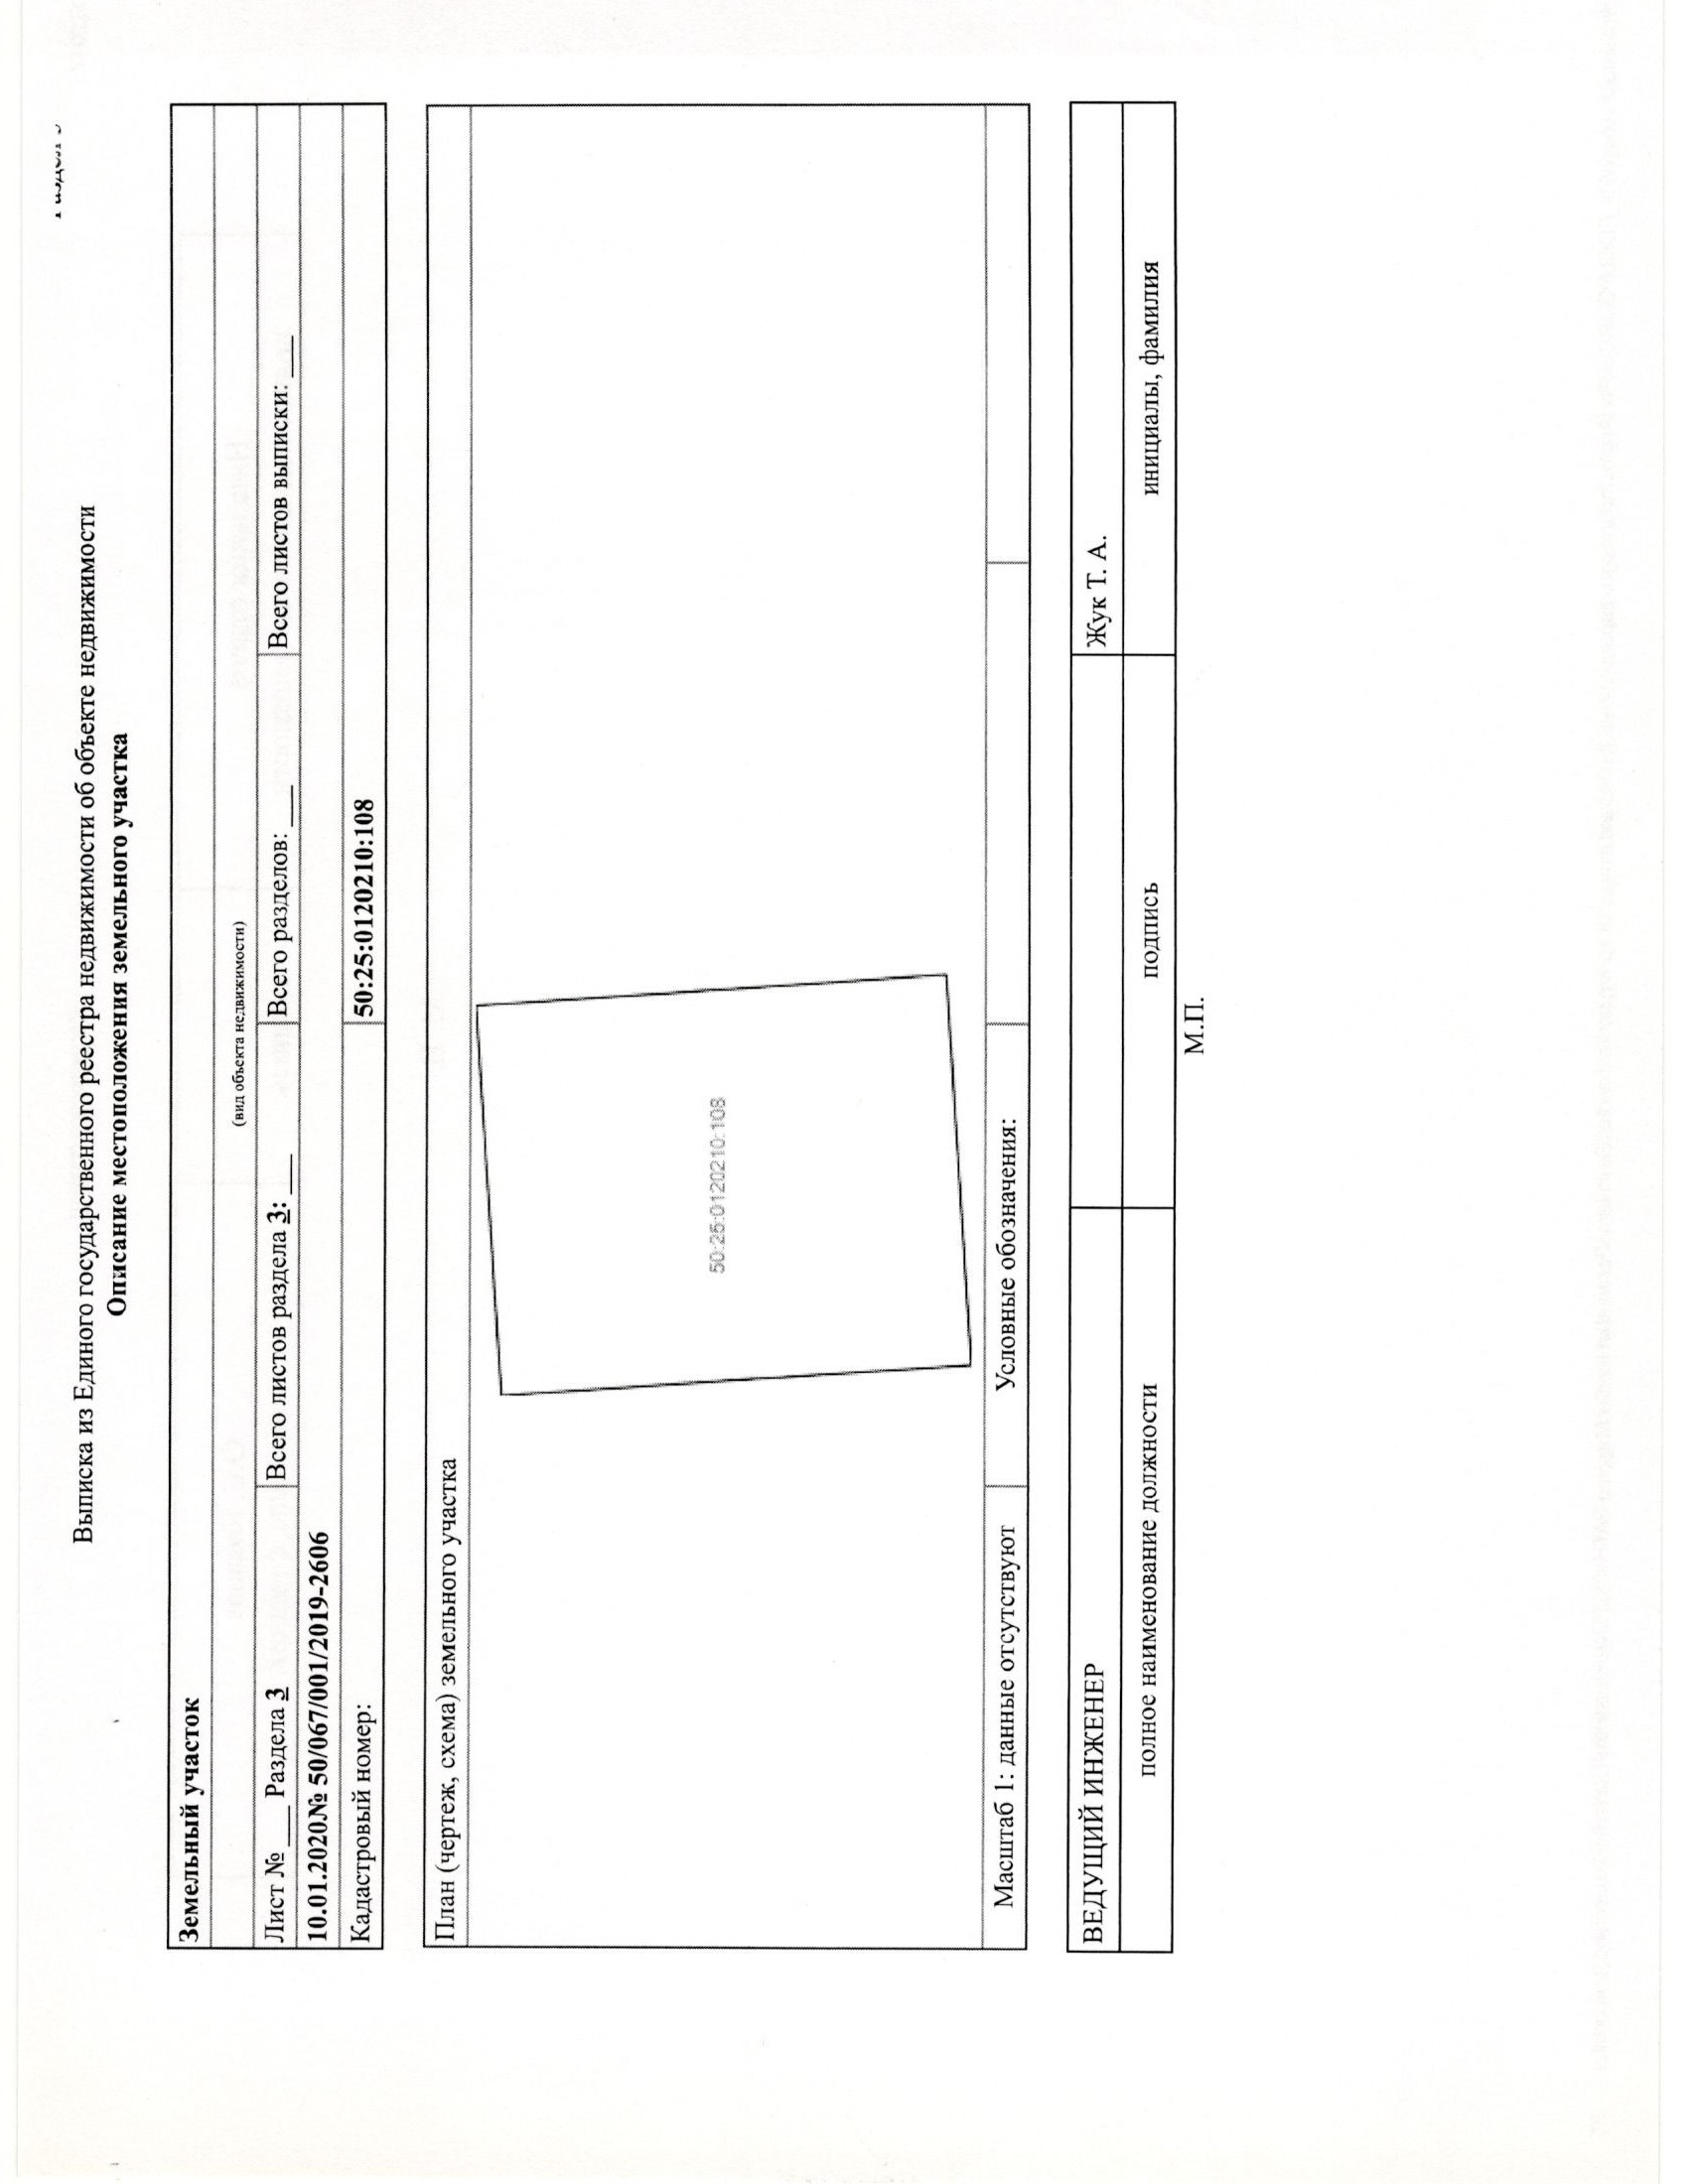 Выписка из Единого государственного реестра недвижимости об объекте недвижимости
Описание местоположения земельного участка
Земельный участок
(вид объекта недвижимости)
Лист № ___ Раздела 3 Всего листов раздела 3: ___ Всего разделов: ___ Всего листов выписки: ___
10.01.2020№ 50/067/001/2019-2606
Кадастровый номер: 50:25:0120210:108
План (чертеж, схема) земельного участка
50:25:0120210:108
Масштаб 1: данные отсутствуют Условные обозначения:
ВЕДУЩИЙ ИНЖЕНЕР Жук Т. А.
полное наименование должности подпись инициалы, фамилия
М.П.